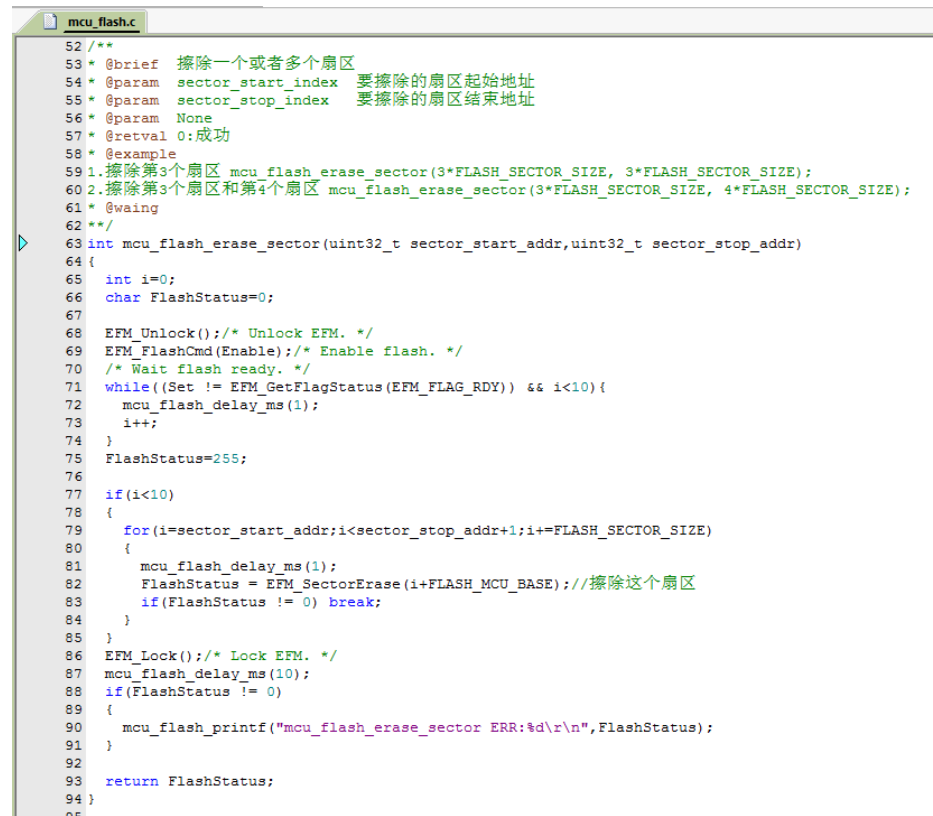 mcu_flash.c
52 /**
53 * @brief 擦除一个或者多个扇区
54 * @param sector_start_index 要擦除的扇区起始地址
55 * @param sector_stop_index 要擦除的扇区结束地址
56 * @param None
57 * @retval 0:成功
58 * @example
59 1.擦除第3个扇区 mcu_flash_erase_sector(3*FLASH_SECTOR_SIZE, 3*FLASH_SECTOR_SIZE);
60 2.擦除第3个扇区和第4个扇区 mcu_flash_erase_sector(3*FLASH_SECTOR_SIZE, 4*FLASH_SECTOR_SIZE);
61 * @waing
62 **/
63 int mcu_flash_erase_sector(uint32_t sector_start_addr,uint32_t sector_stop_addr)
64 {
65 int i=0;
66 char FlashStatus=0;
67
68 EFM_Unlock();/* Unlock EFM. */
69 EFM_FlashCmd(Enable);/* Enable flash. */
70 /* Wait flash ready. */
71 while((Set != EFM_GetFlagStatus(EFM_FLAG_RDY)) && i<10){
72 mcu_flash_delay_ms(1);
73 i++;
74 }
75 FlashStatus=255;
76
77 if(i<10)
78 {
79 for(i=sector_start_addr;i<sector_stop_addr+1;i+=FLASH_SECTOR_SIZE)
80 {
81 mcu_flash_delay_ms(1);
82 FlashStatus = EFM_SectorErase(i+FLASH_MCU_BASE);//擦除这个扇区
83 if(FlashStatus != 0) break;
84 }
85 }
86 EFM_Lock();/* Lock EFM. */
87 mcu_flash_delay_ms(10);
88 if(FlashStatus != 0)
89 {
90 mcu_flash_printf("mcu_flash_erase_sector ERR:%d\r\n",FlashStatus);
91 }
92
93 return FlashStatus;
94 }
95